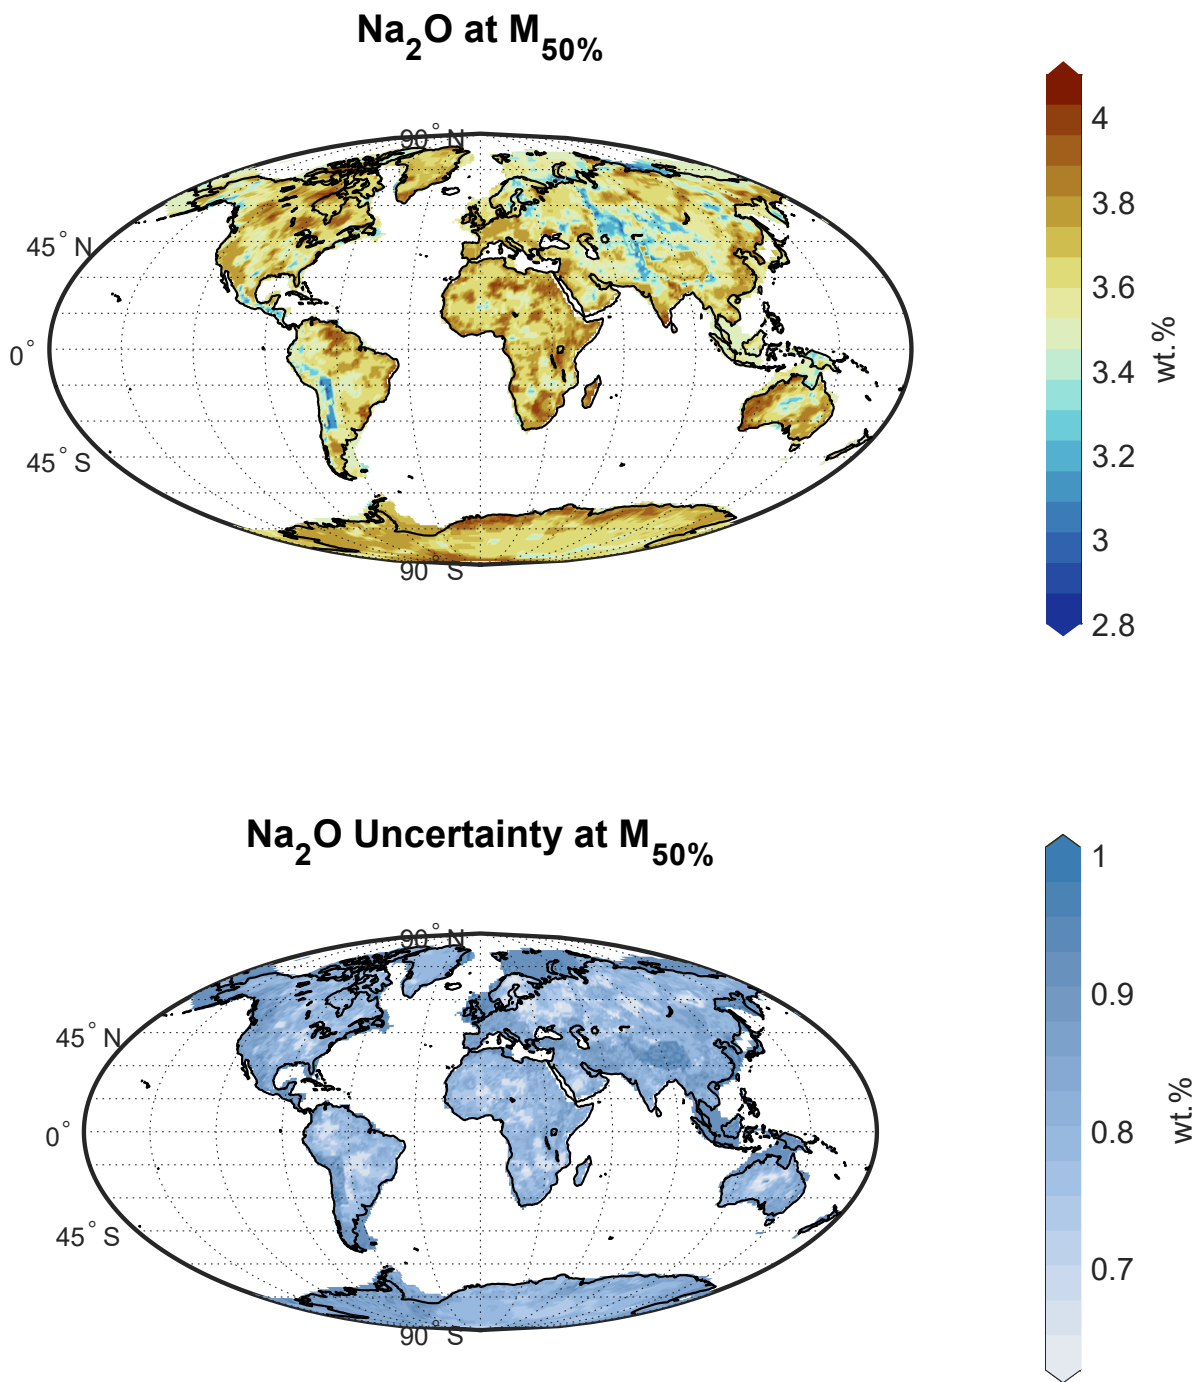 Na₂O at M₅₀%
90° N
45° N
0°
45° S
90° S
4
3.8
3.6
3.4
3.2
3
2.8
wt.%
Na₂O Uncertainty at M₅₀%
90° N
45° N
0°
45° S
90° S
1
0.9
0.8
0.7
wt.%